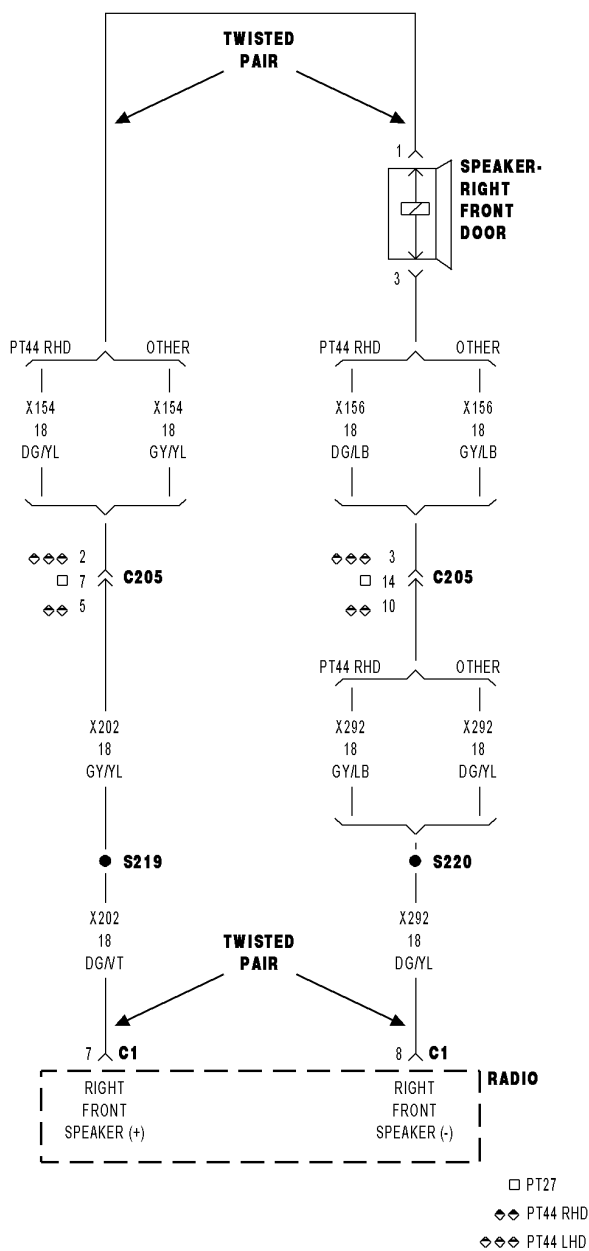 TWISTED
PAIR
1
SPEAKER-
RIGHT
FRONT
DOOR
3
PT44 RHD OTHER
PT44 RHD OTHER
X154 X154
18 18
DG/YL GY/YL
X156 X156
18 18
DG/LB GY/LB
2
7 C205
5
3
14 C205
10
PT44 RHD OTHER
X202
18
GY/YL
X292 X292
18 18
GY/LB DG/YL
S219
S220
X202
18
DG/VT
TWISTED
PAIR
X292
18
DG/YL
7 C1
8 C1
RADIO
RIGHT
FRONT
SPEAKER (+)
RIGHT
FRONT
SPEAKER (-)
PT27
PT44 RHD
PT44 LHD